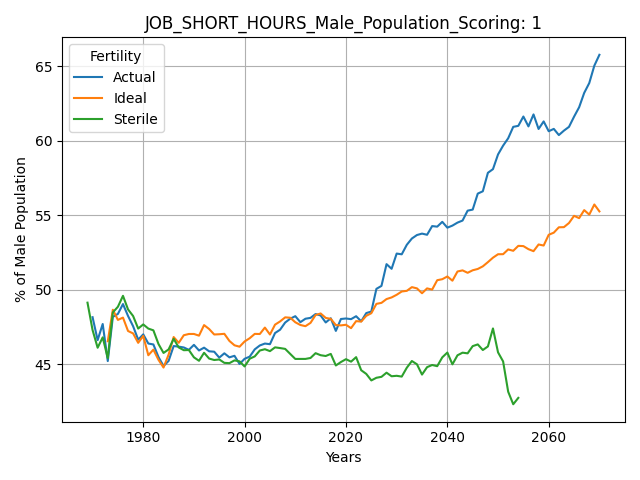 JOB_SHORT_HOURS_Male_Population_Scoring: 1
Fertility
Actual
Ideal
Sterile
% of Male Population
65
60
55
50
45
1980 2000 2020 2040 2060
Years